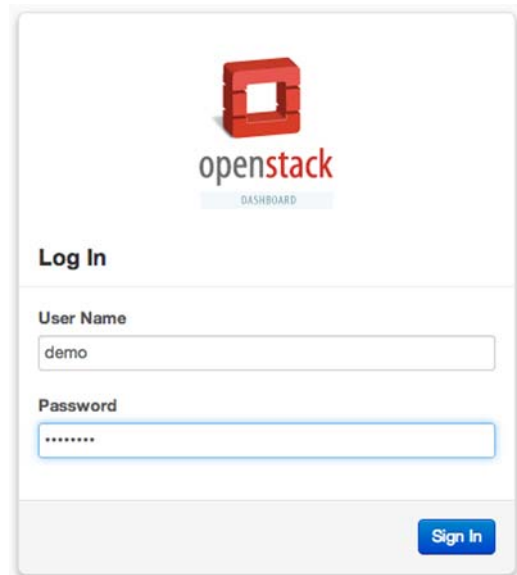 openstack
DASHBOARD
Log In
User Name
demo
Password
••••••••
Sign In